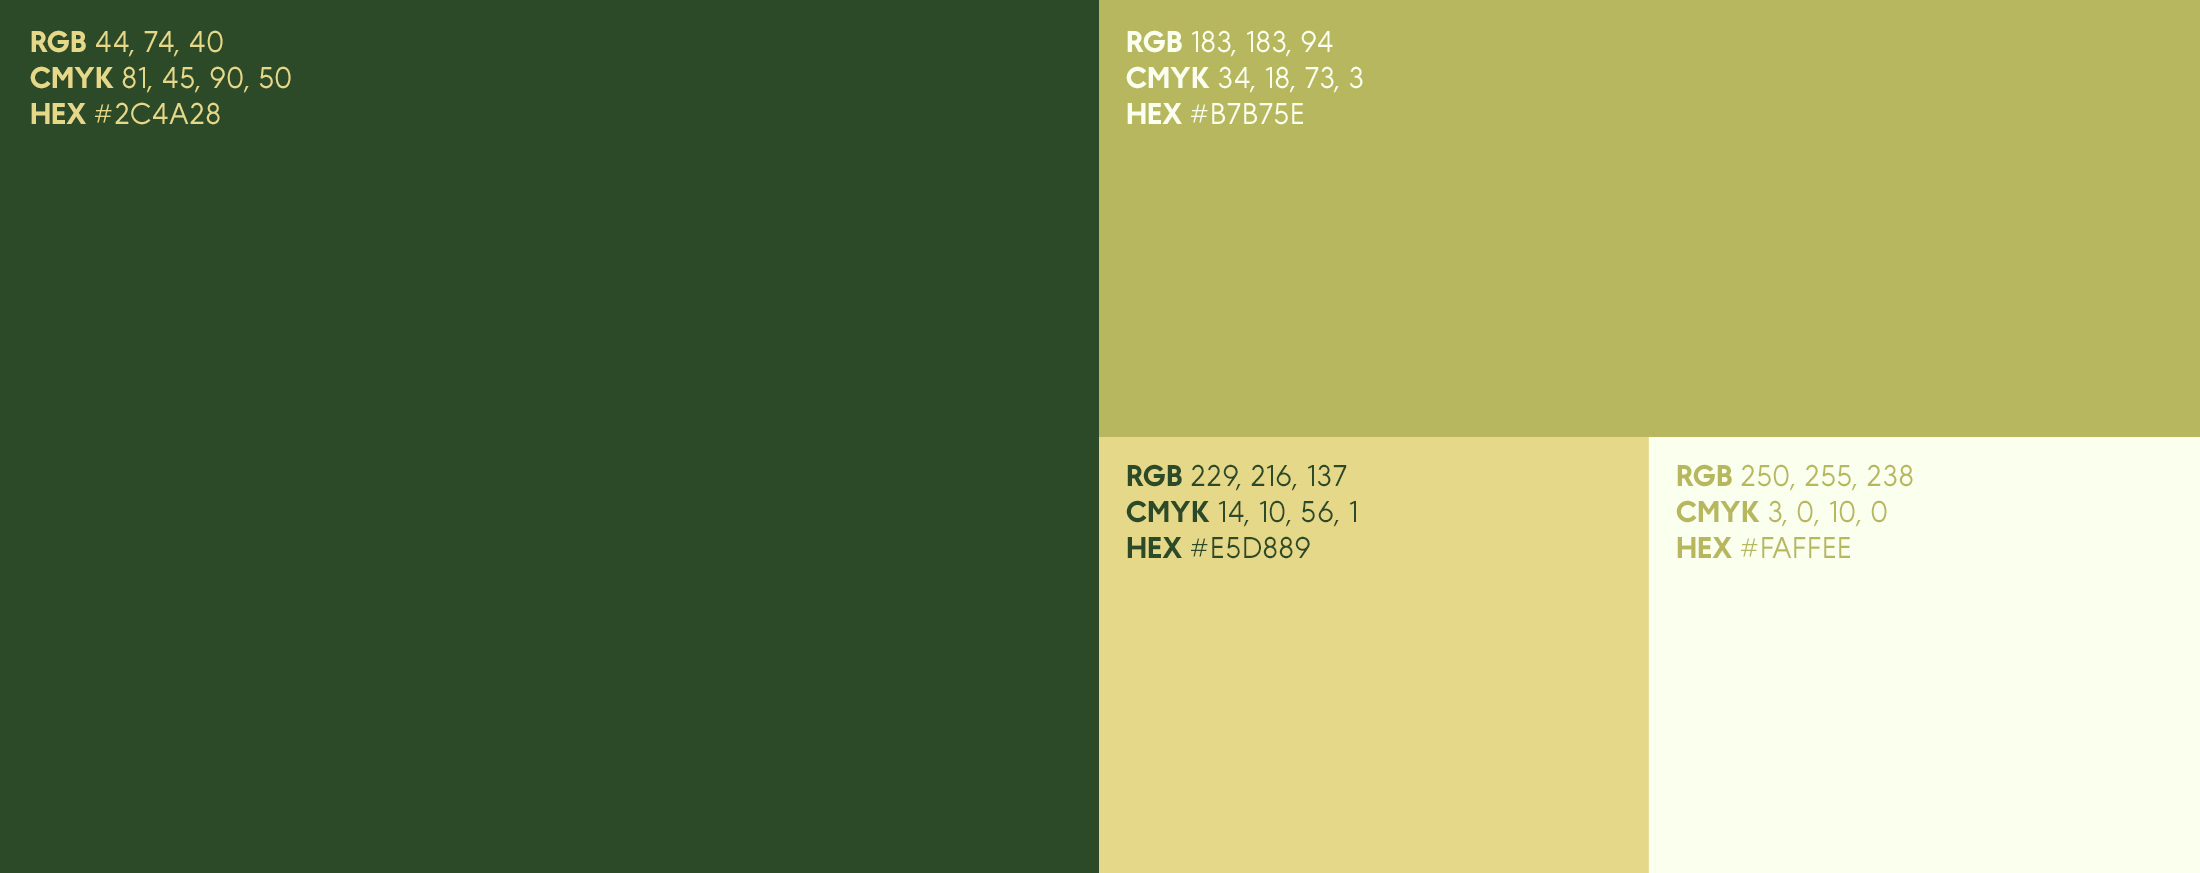 RGB 44, 74, 40
CMYK 81, 45, 90, 50
HEX #2C4A28
RGB 183, 183, 94
CMYK 34, 18, 73, 3
HEX #B7B75E
RGB 229, 216, 137
CMYK 14, 10, 56, 1
HEX #E5D889
RGB 250, 255, 238
CMYK 3, 0, 10, 0
HEX #FAFFEE